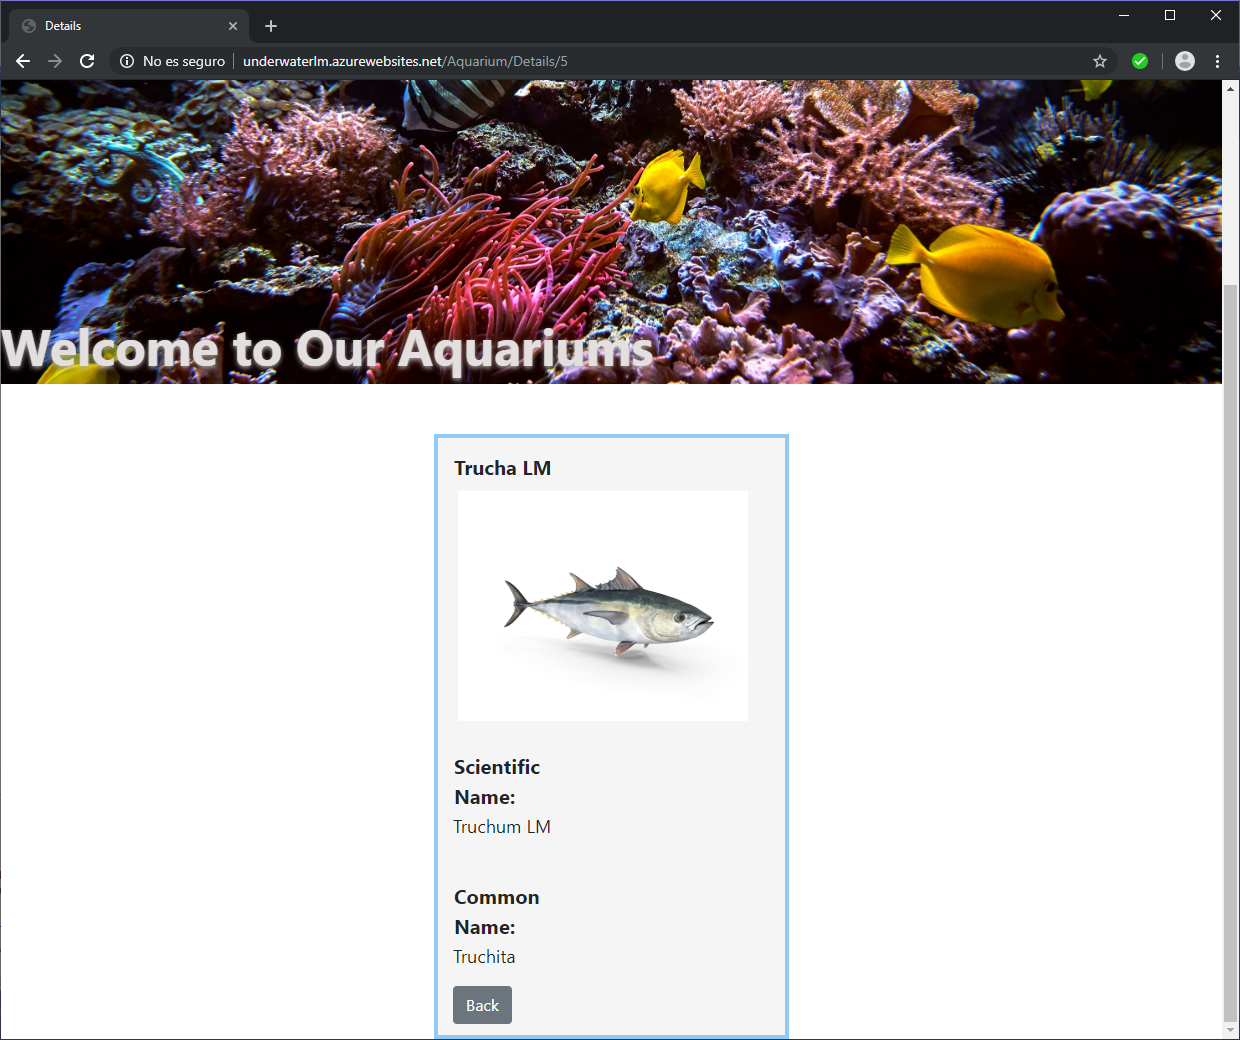 Details
No es seguro
underwaterlm.azurewebsites.net/Aquarium/Details/5
Welcome to Our Aquariums
Trucha LM
Scientific
Name:
Truchum LM
Common
Name:
Truchita
Back